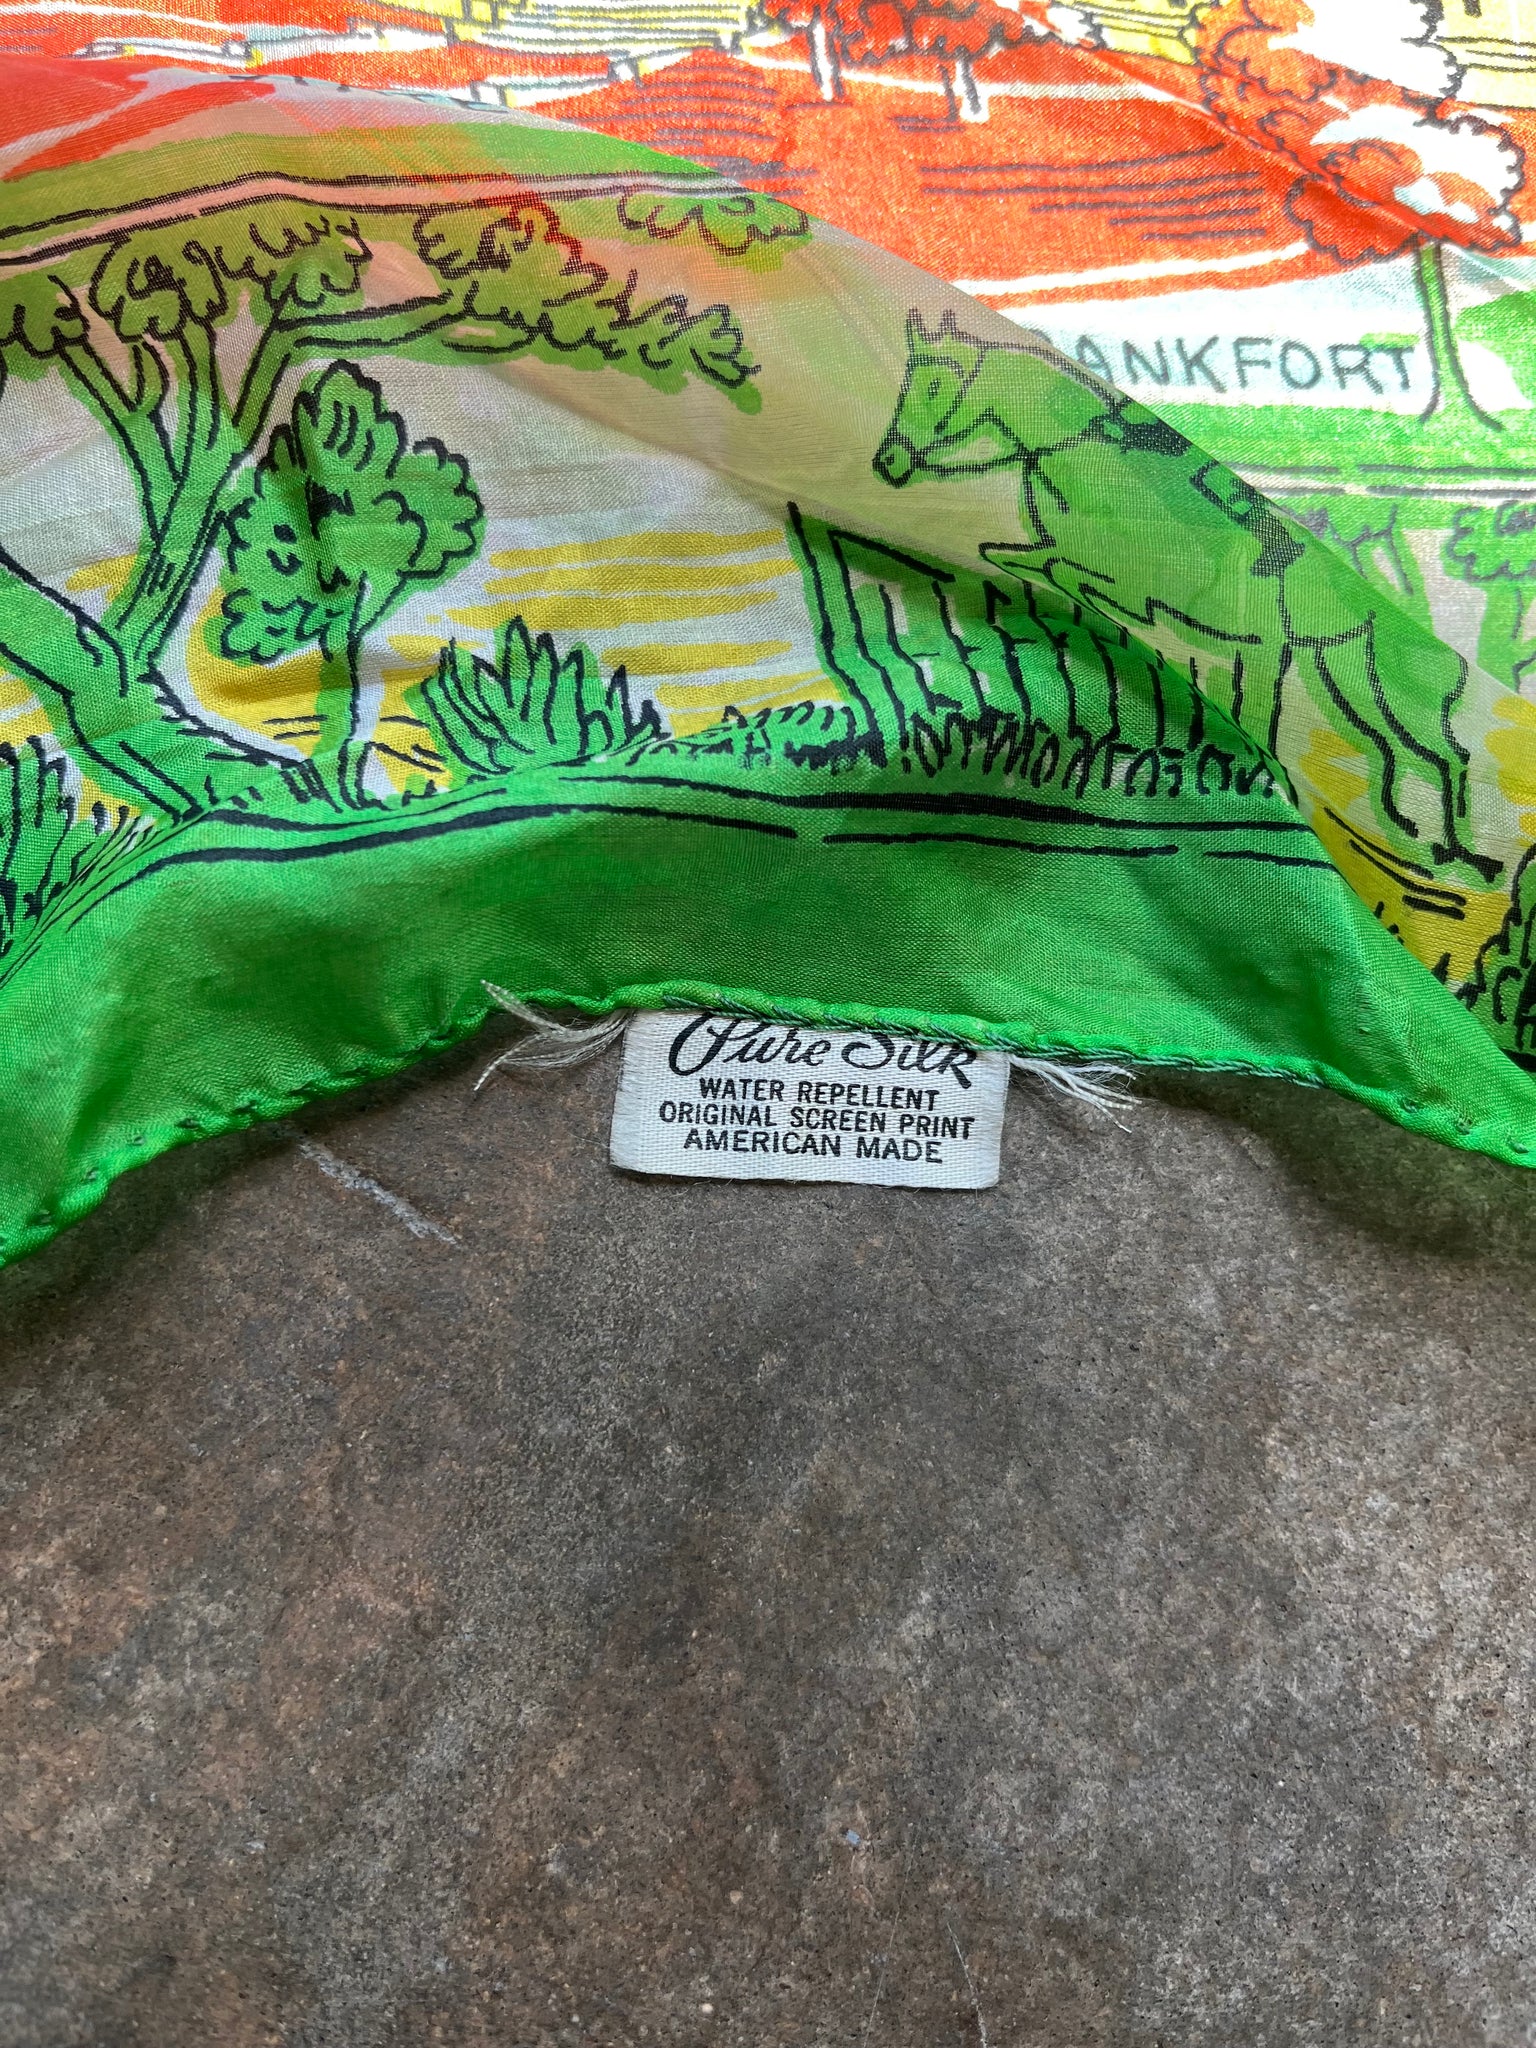 ANKFORT
Pure Silk
WATER REPELLENT
ORIGINAL SCREEN PRINT
AMERICAN MADE